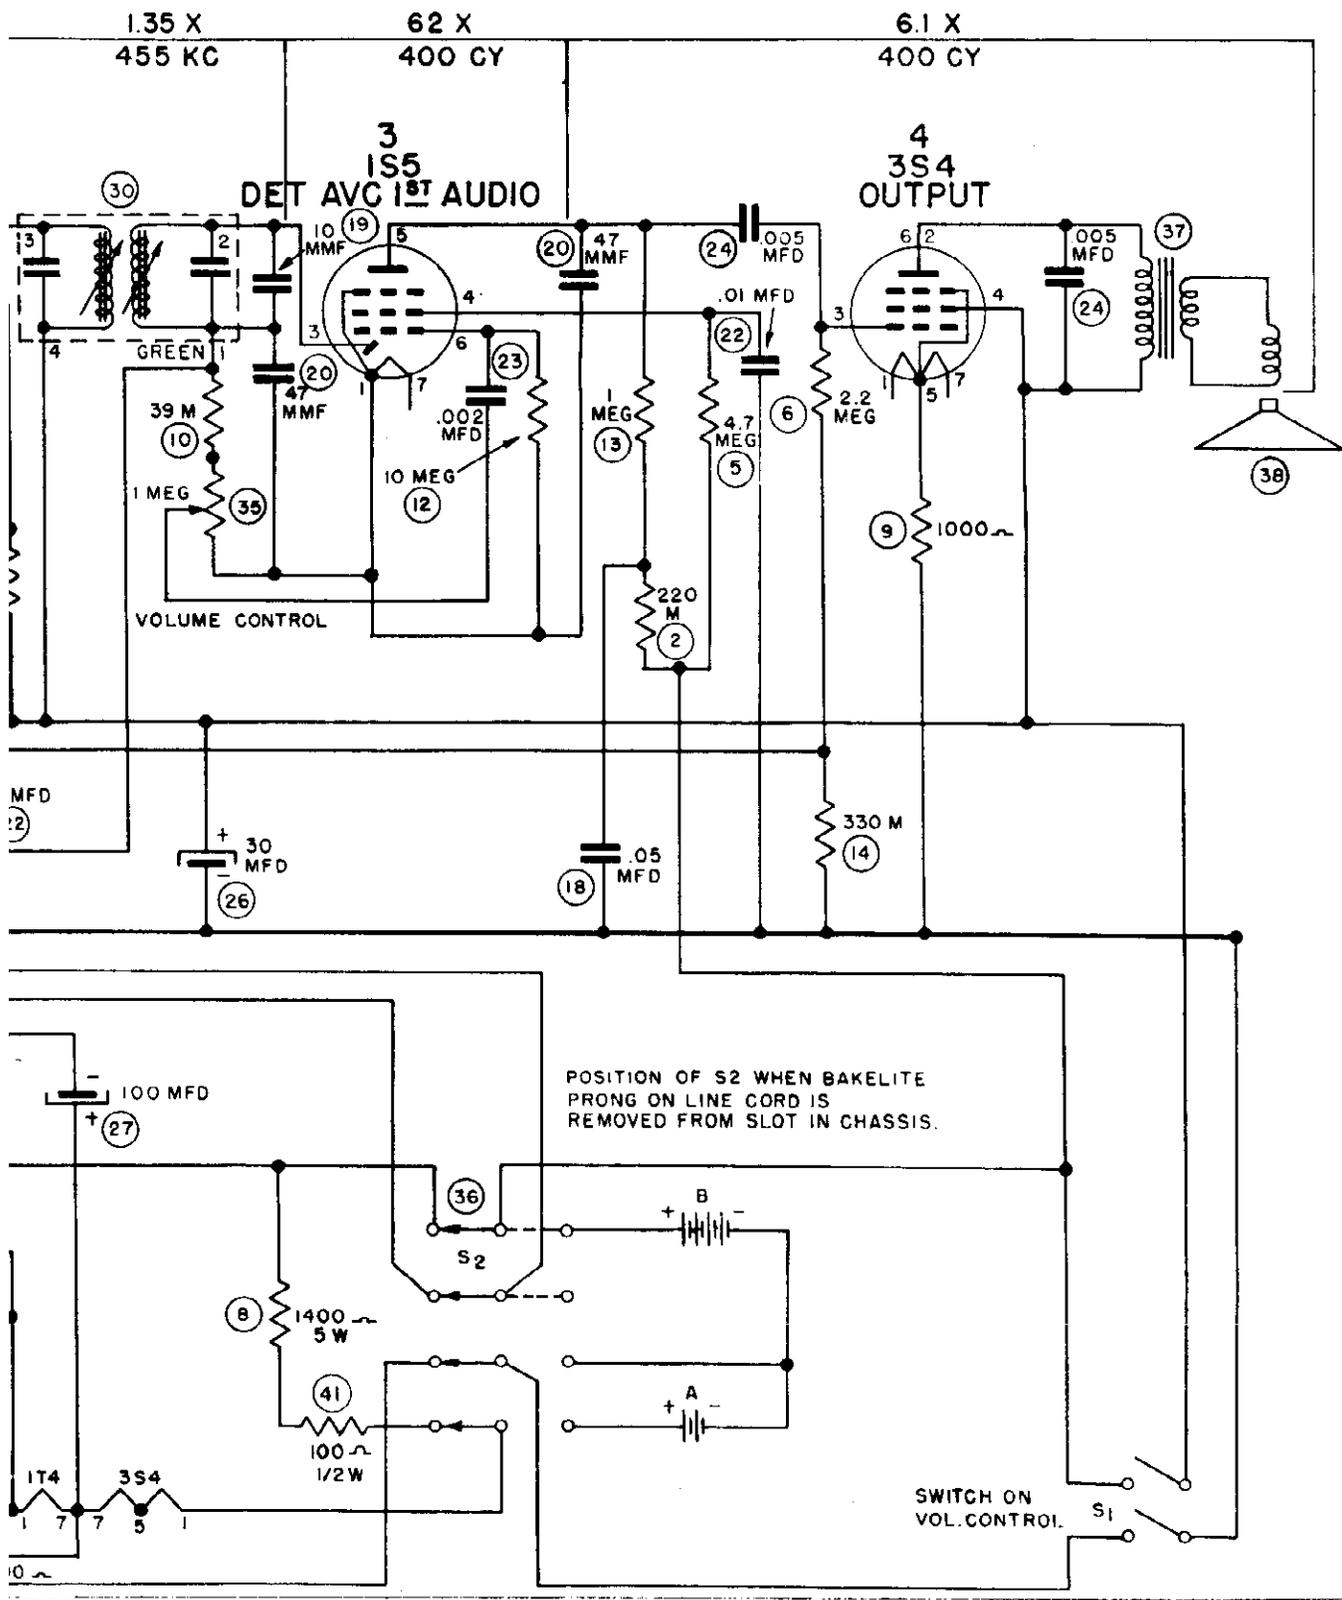 1.35 X
62 X
6.1 X
455 KC
400 CY
400 CY
3
1S5
DET AVC 1ST AUDIO
4
3S4
OUTPUT
30
19
10
MMF
5
20
47
MMF
24
.005
MFD
6 2
.005
MFD
37
3
2
4
.01 MFD
4
24
3
6
22
3
4
GREEN
1
20
47
MMF
1
7
23
.002
MFD
1
MEG
13
4.7
MEG
5
6
2.2
MEG
1
5
7
38
39 M
10
10 MEG
12
1 MEG
35
9
1000
VOLUME CONTROL
220
M
2
MFD
22
+
30
MFD
-
26
.05
MFD
18
330 M
14
-
100 MFD
+
27
POSITION OF S2 WHEN BAKELITE
PRONG ON LINE CORD IS
REMOVED FROM SLOT IN CHASSIS.
36
+ B -
S2
8
1400
5 W
41
+ A -
100
1/2 W
1T4
3S4
1 7 7 5 1
SWITCH ON
VOL. CONTROL
S1